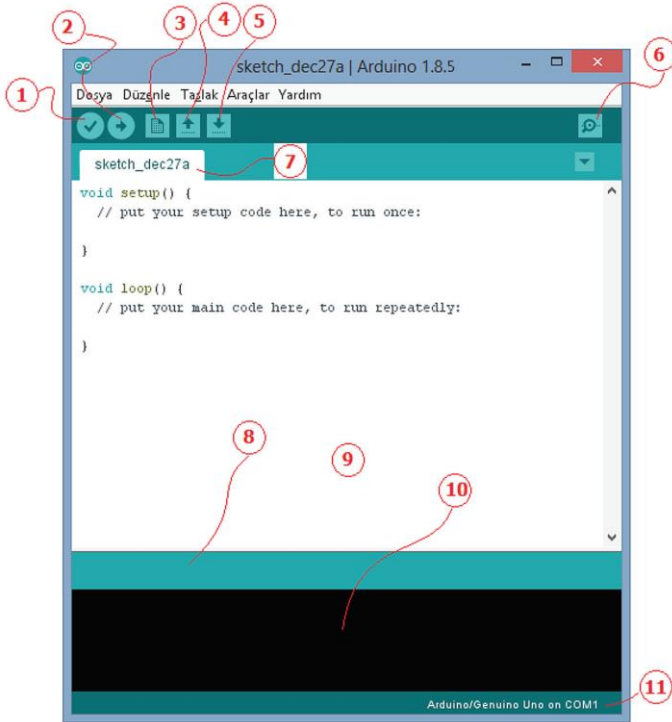 2 3 4 5
sketch_dec27a | Arduino 1.8.5
6
1
Dosya Düzenle Taslak Araçlar Yardım
sketch_dec27a
7
void setup() {
// put your setup code here, to run once:
}
void loop() {
// put your main code here, to run repeatedly:
}
8
9
10
Arduino/Genuino Uno on COM1
11